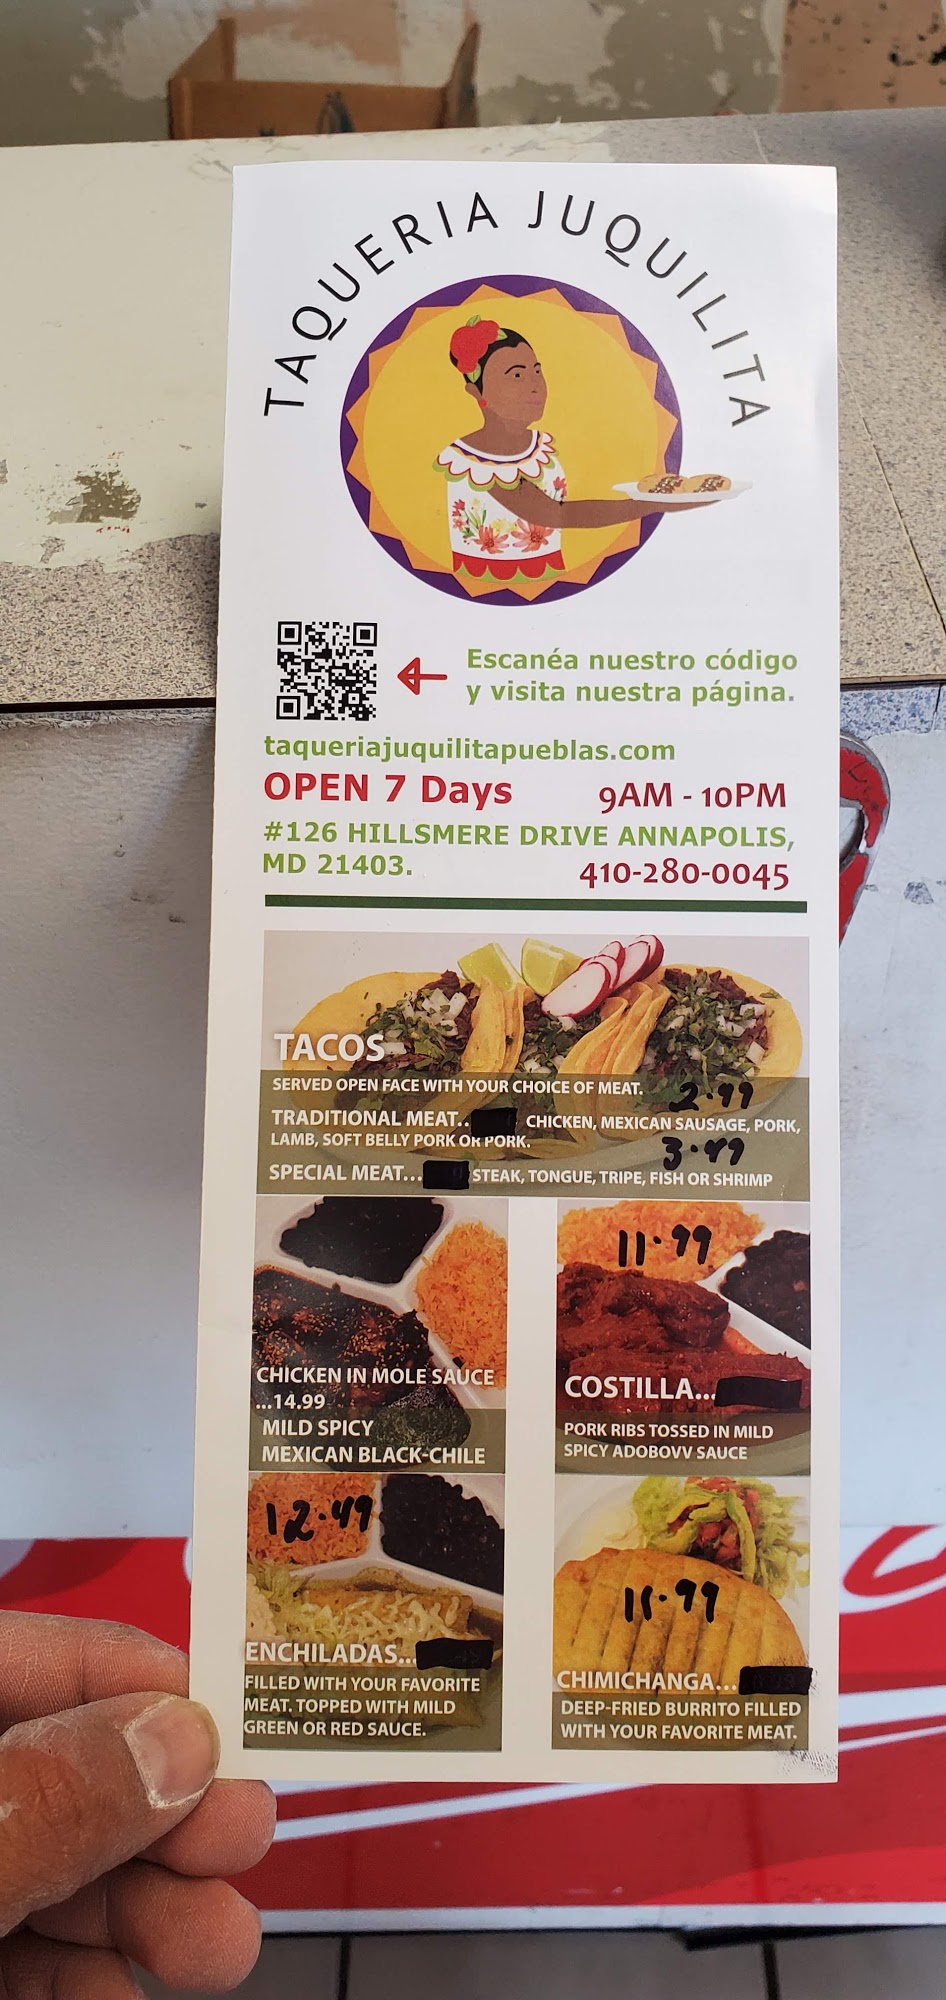 TAQUERIA JUQUILITA
Escanéa nuestro código
y visita nuestra página.
taqueriajuquilitapueblas.com
OPEN 7 Days 9AM - 10PM
#126 HILLSMERE DRIVE ANNAPOLIS,
MD 21403. 410-280-0045
TACOS
SERVED OPEN FACE WITH YOUR CHOICE OF MEAT.
2.99
TRADITIONAL MEAT.. CHICKEN, MEXICAN SAUSAGE, PORK,
LAMB, SOFT BELLY PORK OR PORK.
3.49
SPECIAL MEAT... STEAK, TONGUE, TRIPE, FISH OR SHRIMP
CHICKEN IN MOLE SAUCE
...14.99
MILD SPICY
MEXICAN BLACK-CHILE
11.99
COSTILLA...
PORK RIBS TOSSED IN MILD
SPICY ADOBOVV SAUCE
12.49
ENCHILADAS...
FILLED WITH YOUR FAVORITE
MEAT. TOPPED WITH MILD
GREEN OR RED SAUCE.
11.99
CHIMICHANGA...
DEEP-FRIED BURRITO FILLED
WITH YOUR FAVORITE MEAT.